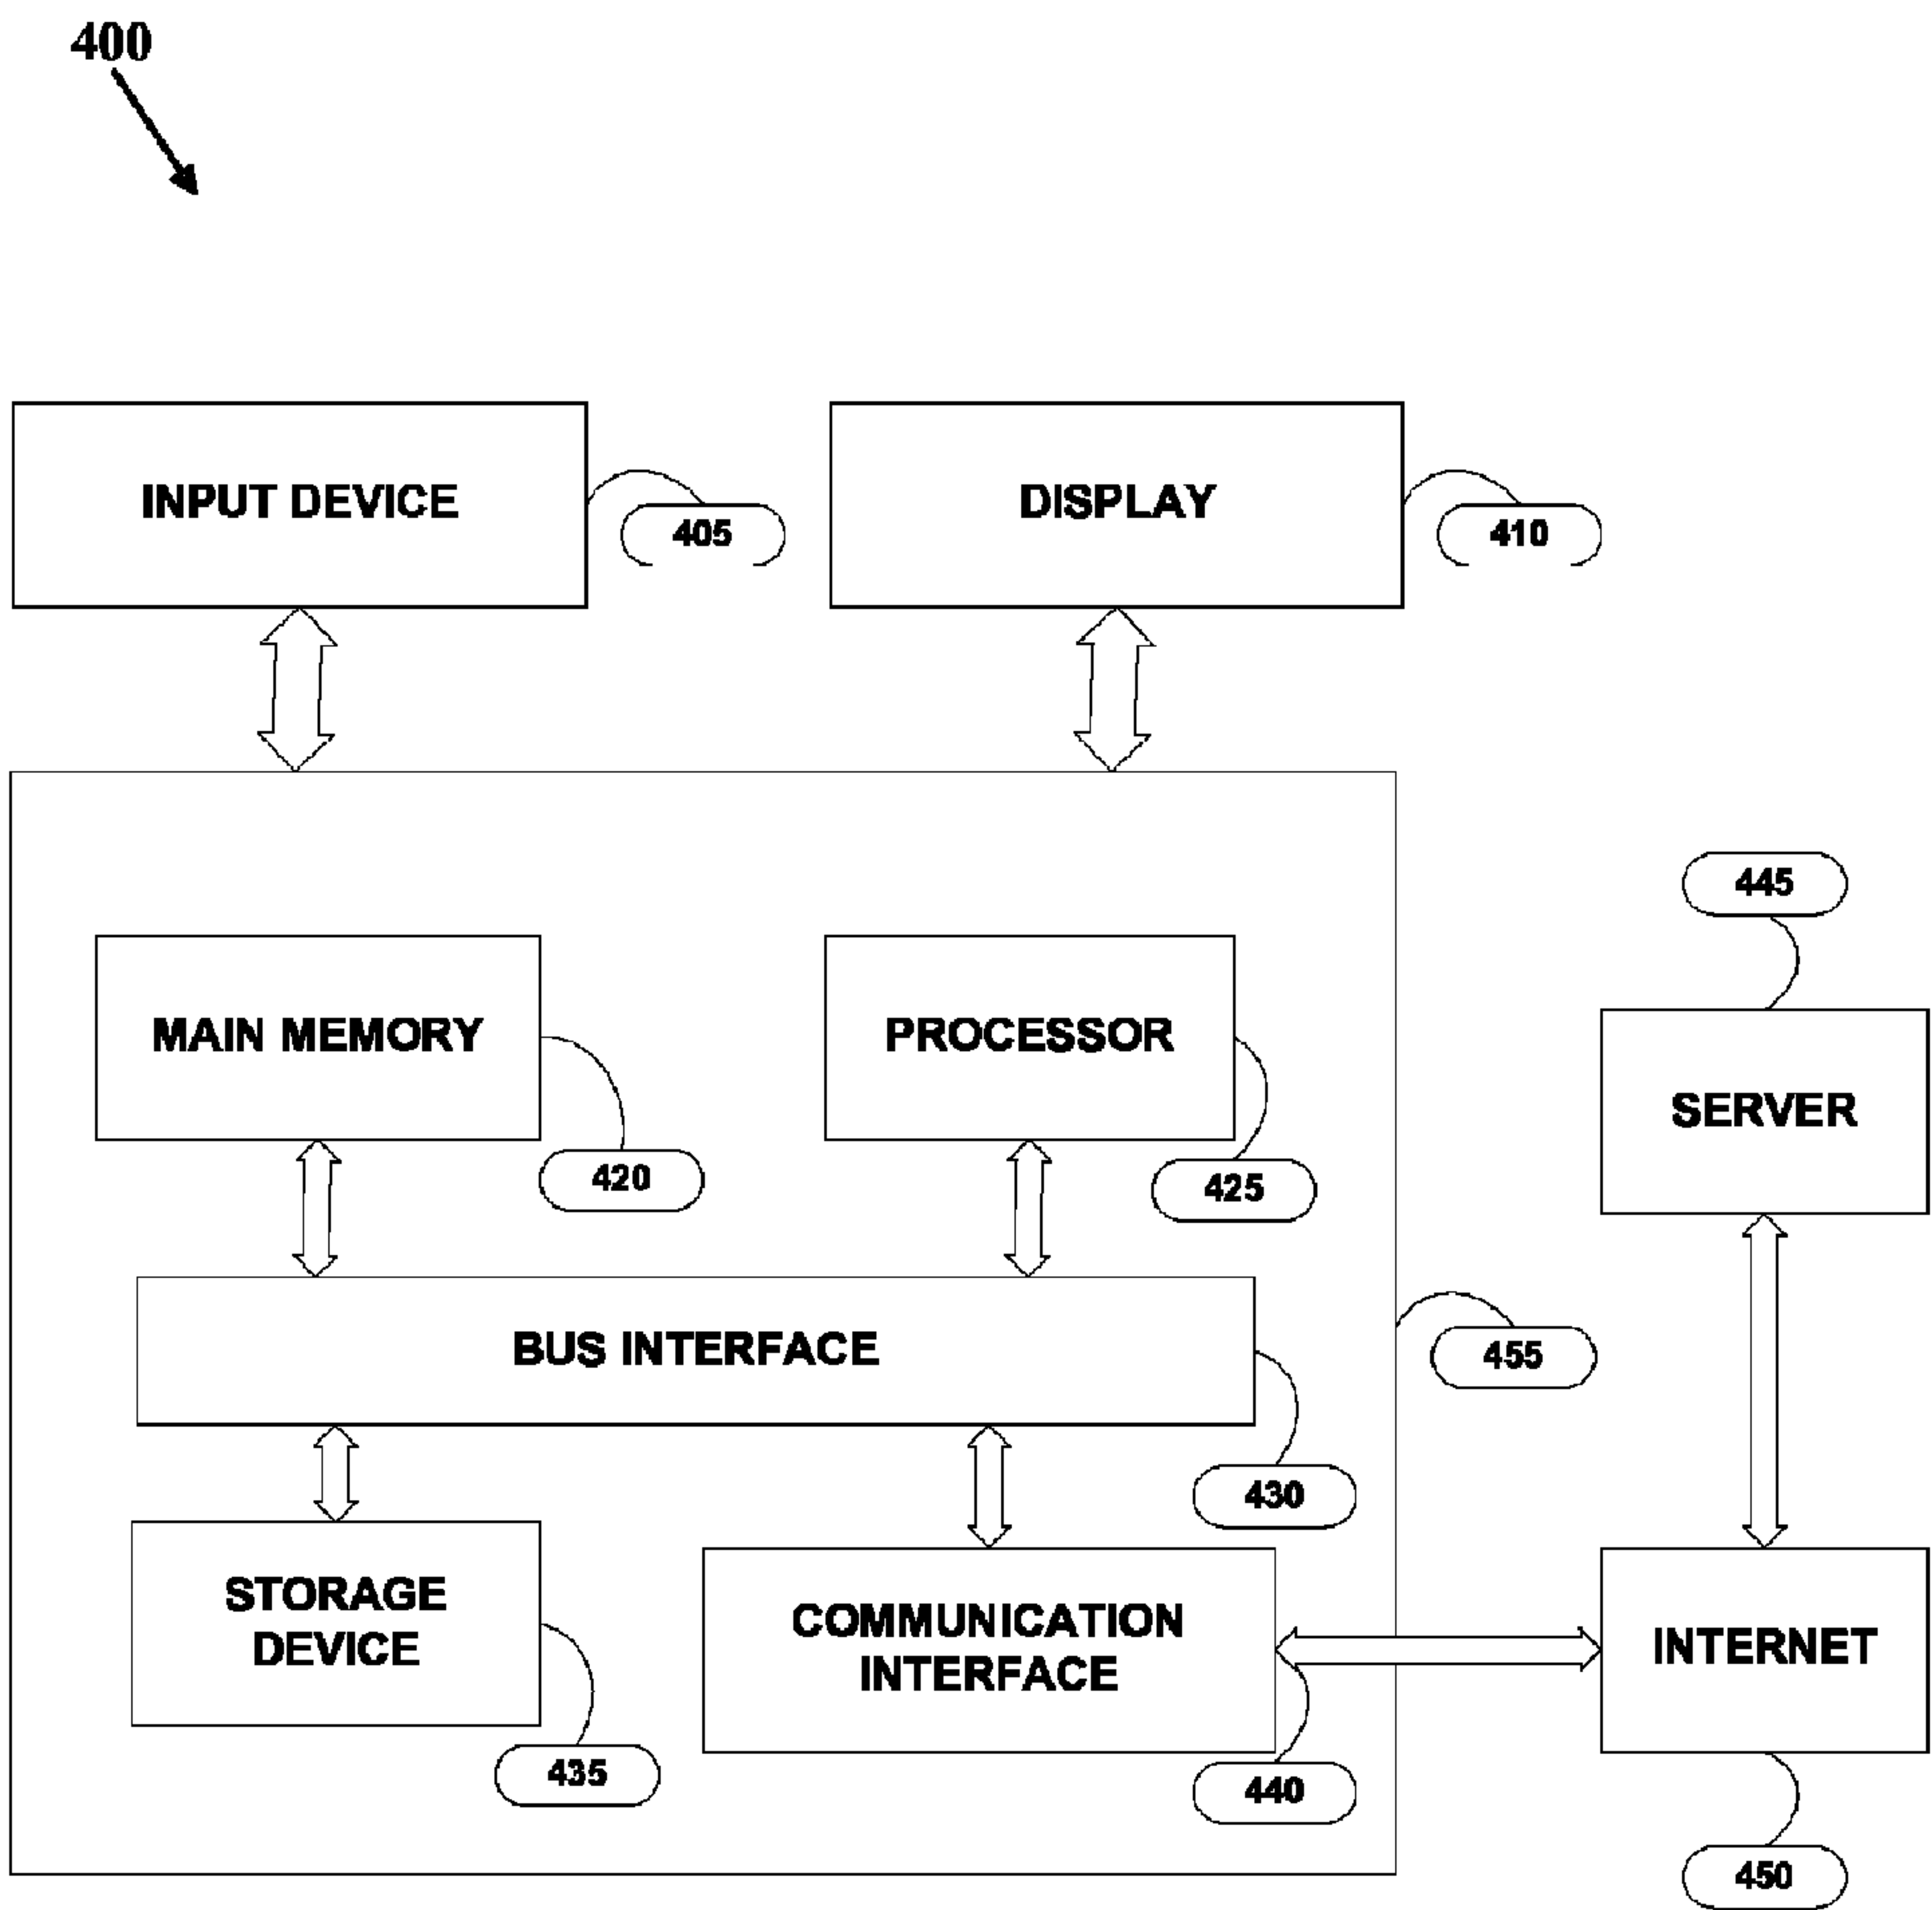 400
INPUT DEVICE
405
DISPLAY
410
445
MAIN MEMORY
PROCESSOR
SERVER
420
425
BUS INTERFACE
455
430
STORAGE
DEVICE
COMMUNICATION
INTERFACE
INTERNET
435
440
450